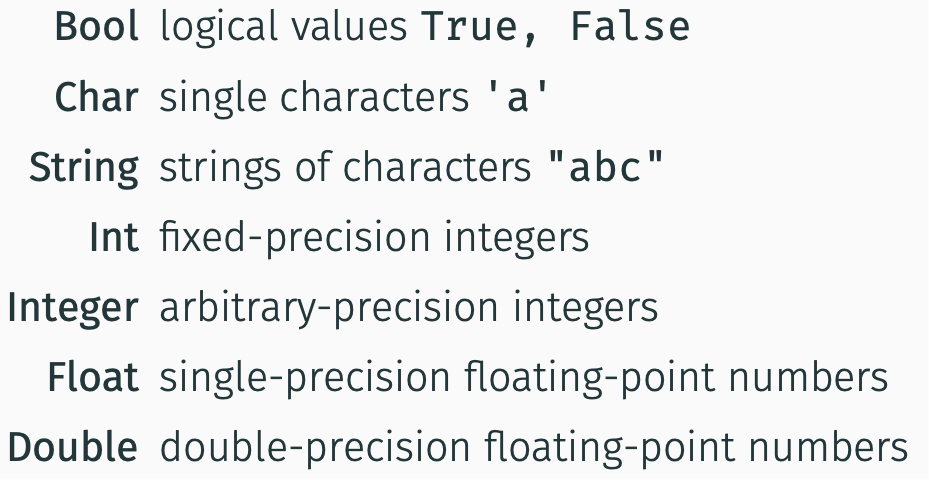 Bool logical values True, False
Char single characters 'a'
String strings of characters "abc"
Int fixed-precision integers
Integer arbitrary-precision integers
Float single-precision floating-point numbers
Double double-precision floating-point numbers